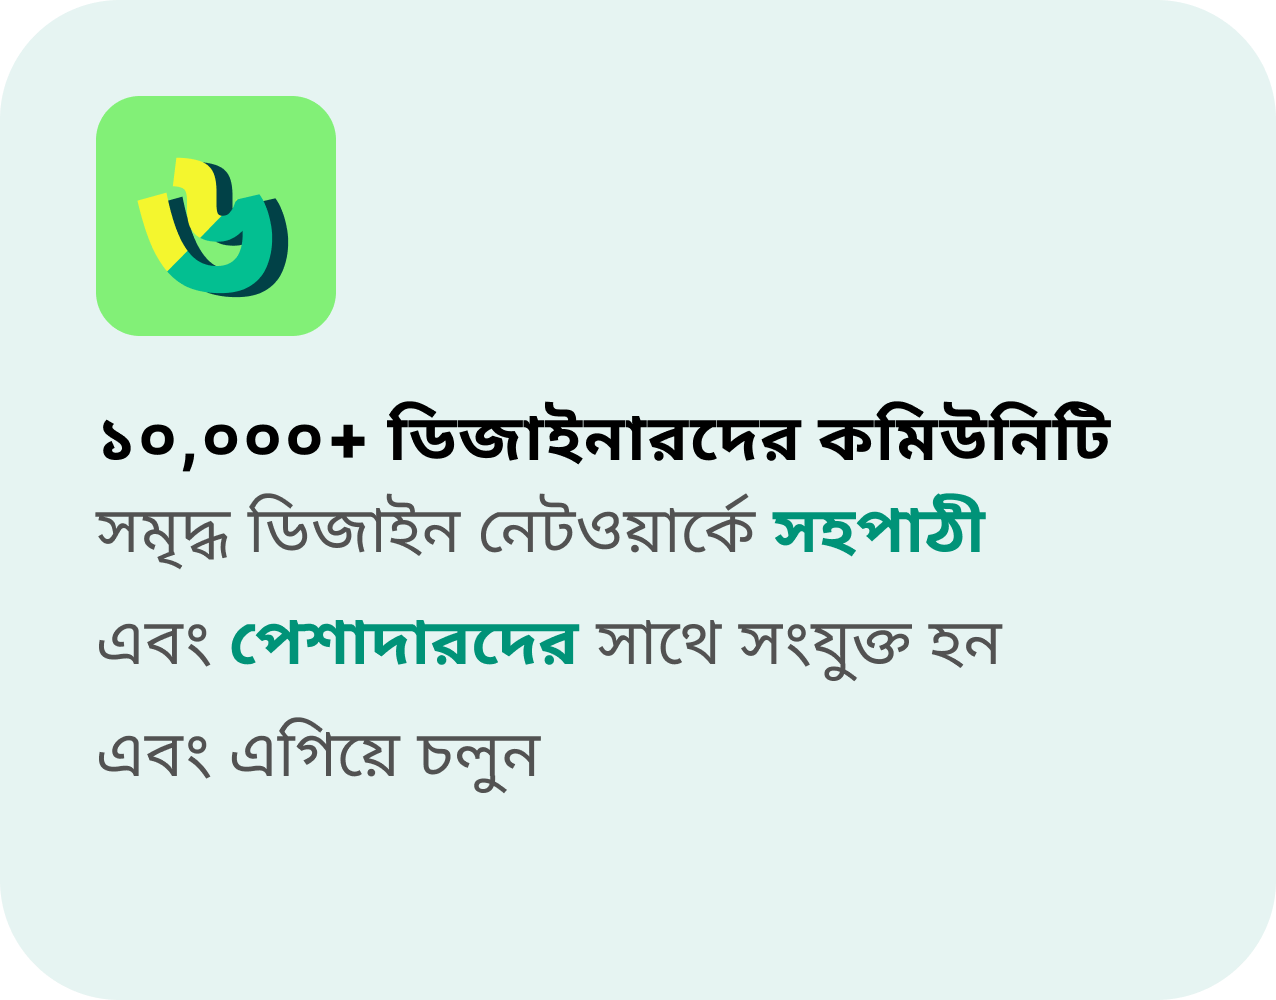 ১০,০০০+ ডিজাইনারদের কমিউনিটি
সমৃদ্ধ ডিজাইন নেটওয়ার্কে সহপাঠী
এবং পেশাদারদের সাথে সংযুক্ত হন
এবং এগিয়ে চলুন